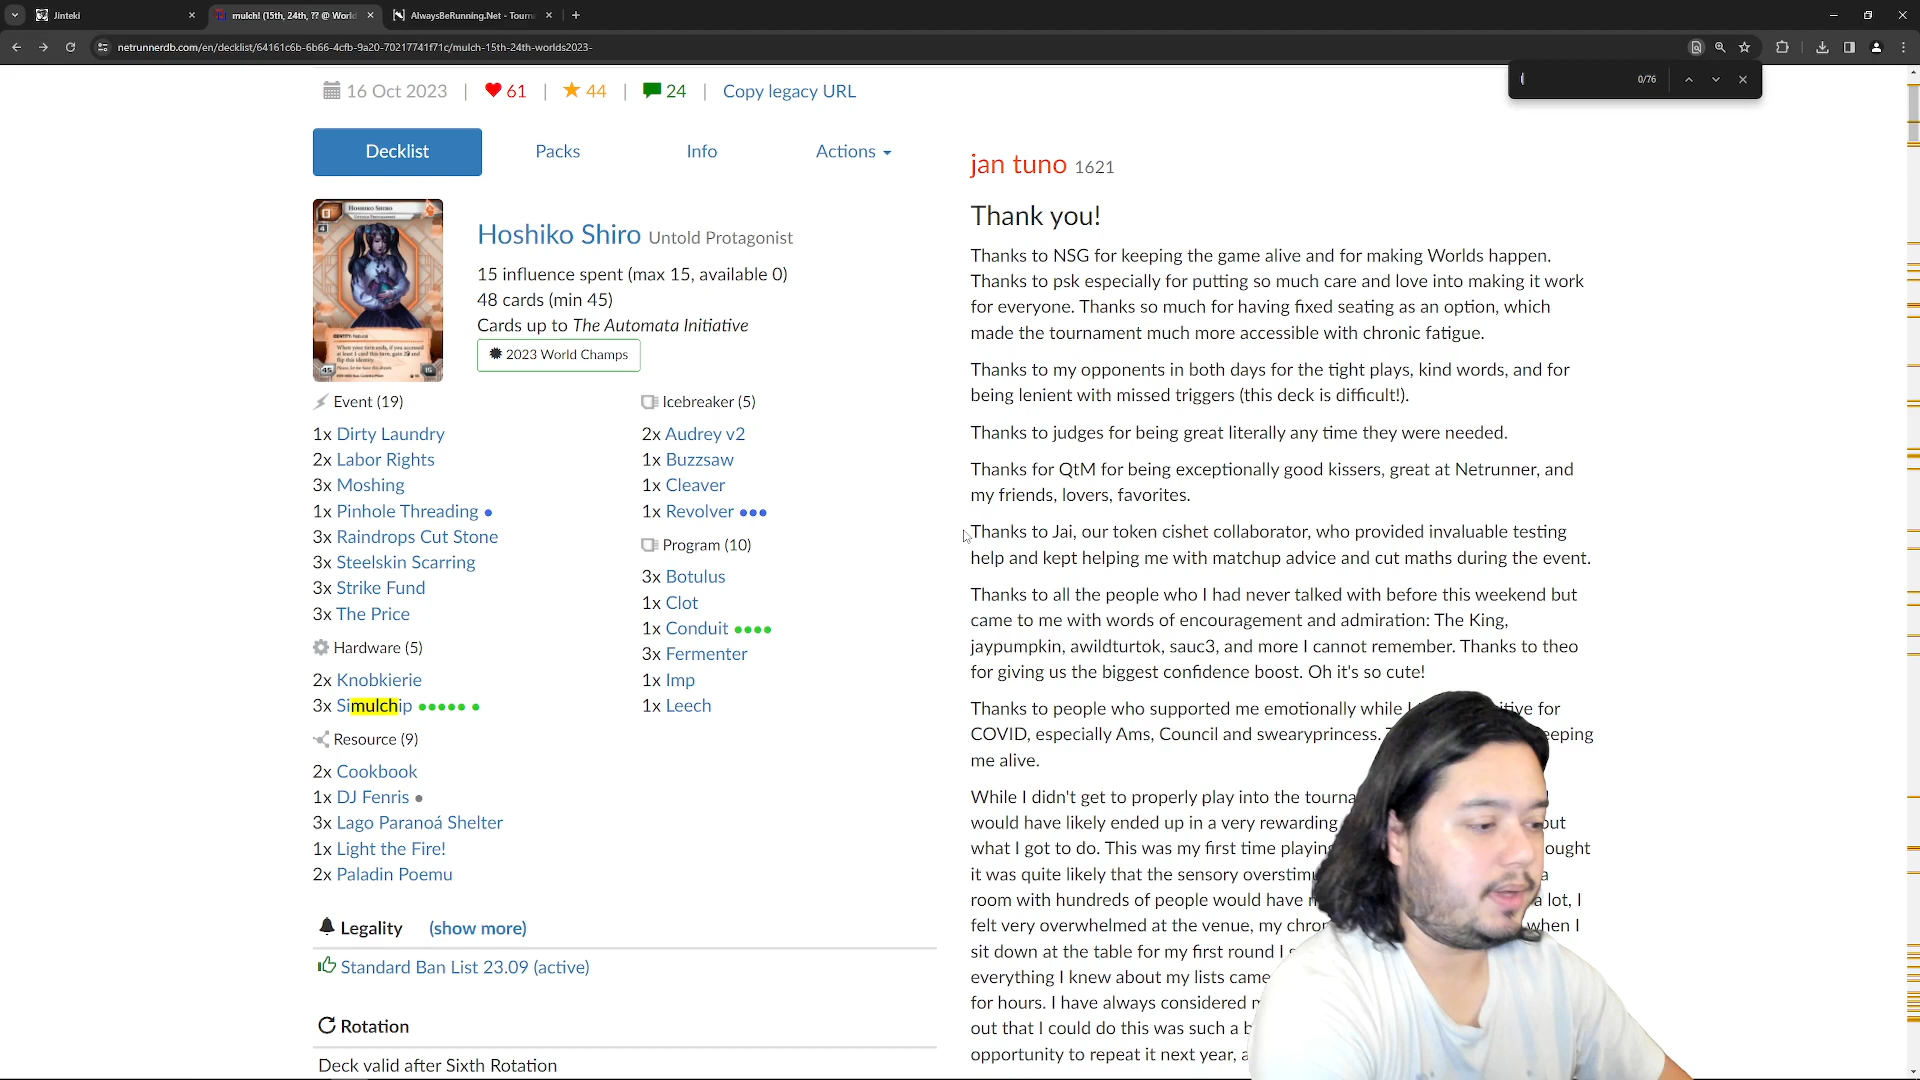 Jinteki
mulch! (15th, 24th, ?? @ World
AlwaysBeRunning.Net - Tourna
netrunnerdb.com/en/decklist/64161c6b-6b66-4cfb-9a20-70217741f71c/mulch-15th-24th-worlds2023-
0/76
16 Oct 2023 | 61 | 44 | 24 | Copy legacy URL
Decklist Packs Info Actions
Hoshiko Shiro Untold Protagonist
15 influence spent (max 15, available 0)
48 cards (min 45)
Cards up to The Automata Initiative
2023 World Champs
Event (19)
1x Dirty Laundry
2x Labor Rights
3x Moshing
1x Pinhole Threading
3x Raindrops Cut Stone
3x Steelskin Scarring
3x Strike Fund
3x The Price
Hardware (5)
2x Knobkierie
3x Simulchip
Resource (9)
2x Cookbook
1x DJ Fenris
3x Lago Paranoá Shelter
1x Light the Fire!
2x Paladin Poemu
Icebreaker (5)
2x Audrey v2
1x Buzzsaw
1x Cleaver
1x Revolver
Program (10)
3x Botulus
1x Clot
1x Conduit
3x Fermenter
1x Imp
1x Leech
Legality (show more)
Standard Ban List 23.09 (active)
Rotation
Deck valid after Sixth Rotation
jan tuno 1621
Thank you!
Thanks to NSG for keeping the game alive and for making Worlds happen.
Thanks to psk especially for putting so much care and love into making it work
for everyone. Thanks so much for having fixed seating as an option, which
made the tournament much more accessible with chronic fatigue.
Thanks to my opponents in both days for the tight plays, kind words, and for
being lenient with missed triggers (this deck is difficult!).
Thanks to judges for being great literally any time they were needed.
Thanks for QtM for being exceptionally good kissers, great at Netrunner, and
my friends, lovers, favorites.
Thanks to Jai, our token cishet collaborator, who provided invaluable testing
help and kept helping me with matchup advice and cut maths during the event.
Thanks to all the people who I had never talked with before this weekend but
came to me with words of encouragement and admiration: The King,
jaypumpkin, awildturtok, sauc3, and more I cannot remember. Thanks to theo
for giving us the biggest confidence boost. Oh it's so cute!
Thanks to people who supported me emotionally while for
COVID, especially Ams, Council and swearyprincess.
me alive.
While I didn't get to properly play into the
would have likely ended up in a very rewarding
what I got to do. This was my first time
it was quite likely that the sensory
room with hundreds of people would have a lot, I
felt very overwhelmed at the venue, my when I
sit down at the table for my first round I
everything I knew about my lists came
for hours. I have always considered
out that I could do this was such a
opportunity to repeat it next year,